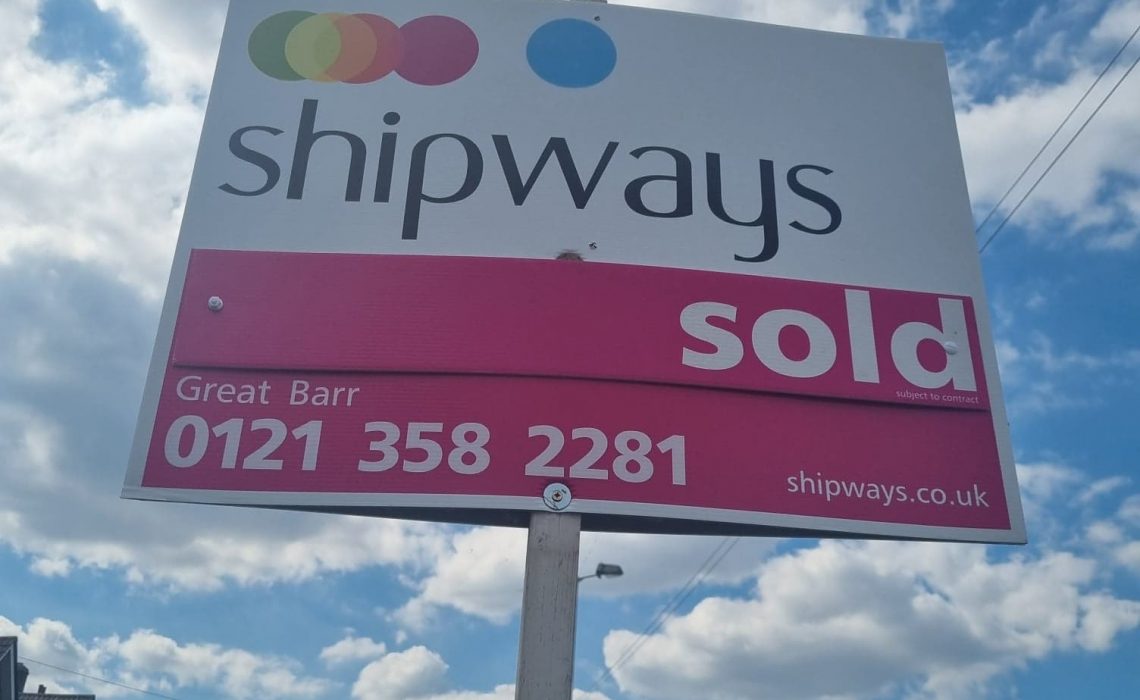 shipways
sold
subject to contract
Great Barr
0121 358 2281
shipways.co.uk